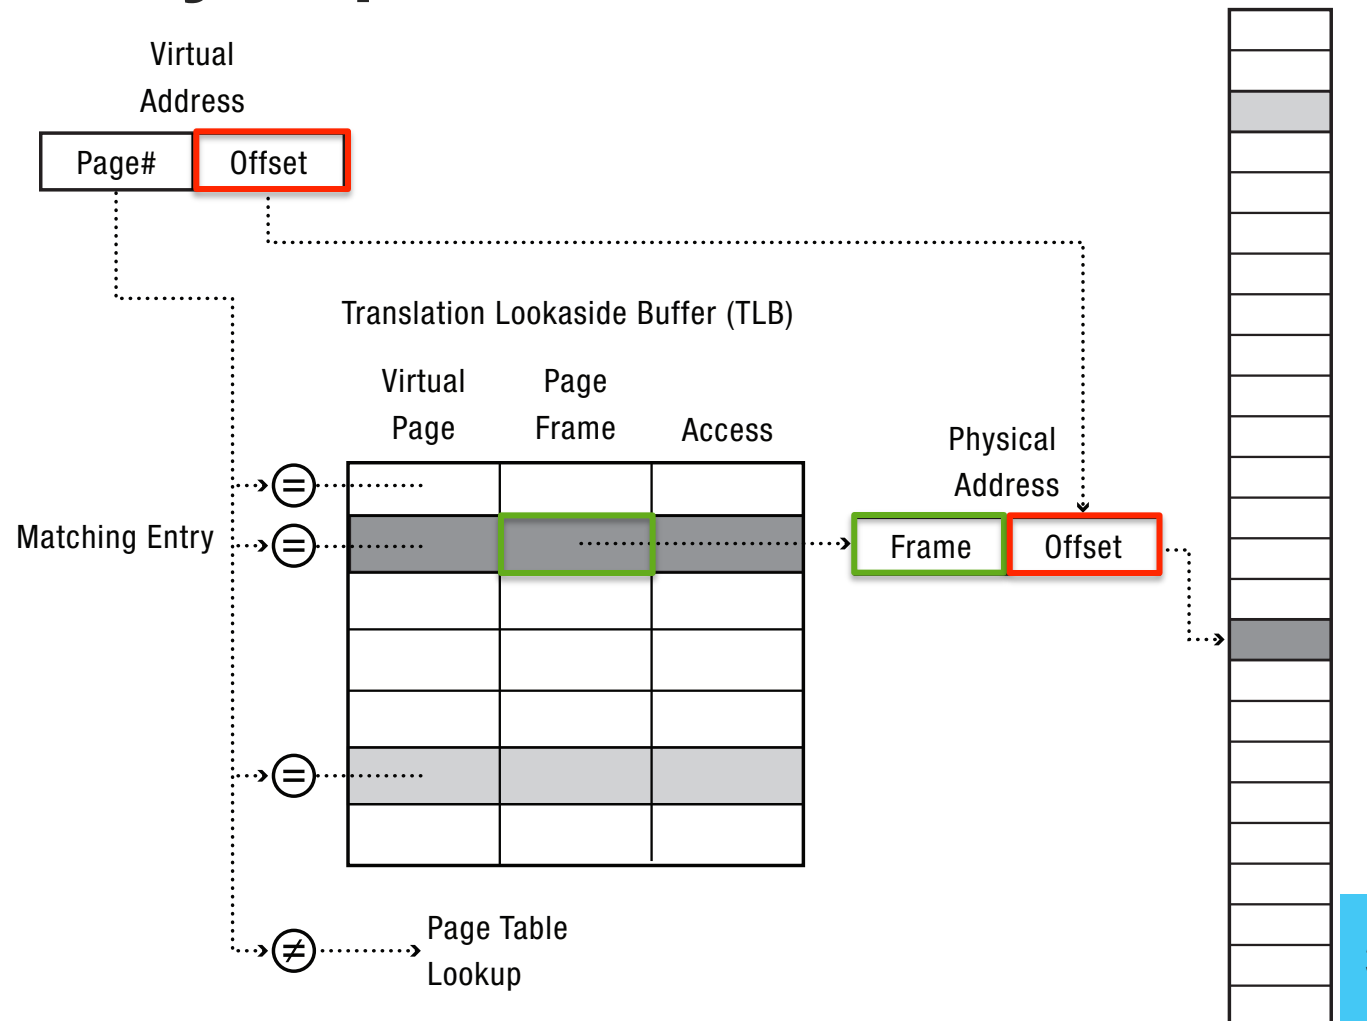 Virtual
Address
Page#
Offset
Translation Lookaside Buffer (TLB)
Virtual
Page
Page
Frame
Access
Physical
Address
=
=
Matching Entry
Frame
Offset
=
≠
Page Table
Lookup